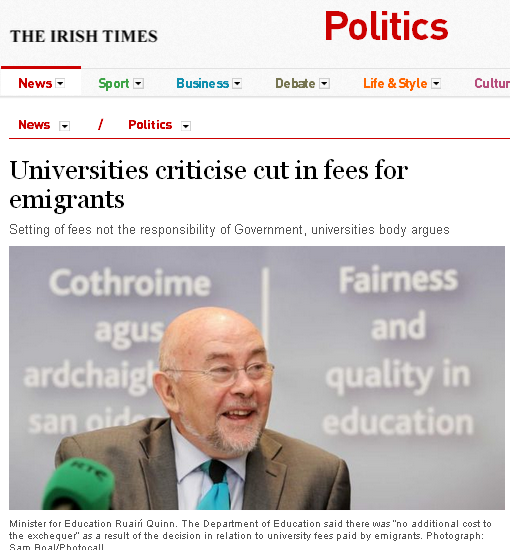 THE IRISH TIMES
Politics
News
Sport
Business
Debate
Life & Style
Cultur
News / Politics
Universities criticise cut in fees for
emigrants
Setting of fees not the responsibility of Government, universities body argues
Cothroime
agus
ardchaigh
san oide
Fairness
and
quality in
education
RTÉ
Minister for Education Ruairí Quinn. The Department of Education said there was "no additional cost to
the exchequer" as a result of the decision in relation to university fees paid by emigrants. Photograph:
Sam Boal/Photocall